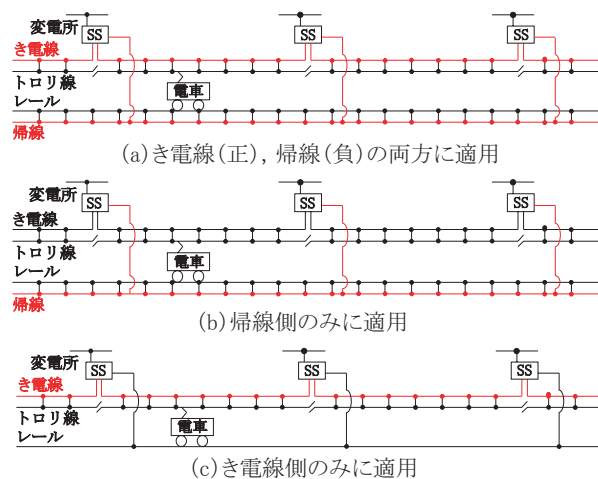 変電所 SS SS SS
き電線
トロリ線 電車
レール
帰線
(a)き電線(正), 帰線(負)の両方に適用
変電所 SS SS SS
き電線
トロリ線 電車
レール
帰線
(b)帰線側のみに適用
変電所 SS SS SS
き電線
トロリ線
レール 電車
(c)き電線側のみに適用